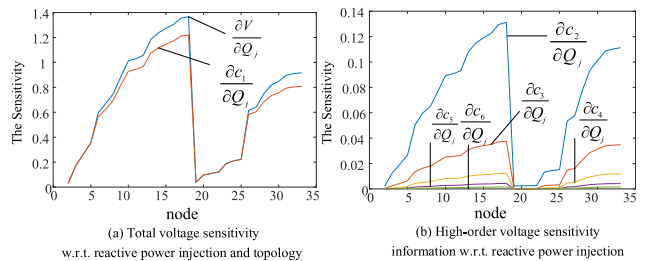 1.4
1.2
1
0.8
0.6
0.4
0.2
0
0 5 10 15 20 25 30 35
The Sensitivity
node
∂V/∂Q_j
∂c_1/∂Q_j
(a) Total voltage sensitivity
w.r.t. reactive power injection and topology
0.14
0.12
0.1
0.08
0.06
0.04
0.02
0
0 5 10 15 20 25 30 35
The Sensitivity
node
∂c_2/∂Q_j
∂c_3/∂Q_j
∂c_5/∂Q_j
∂c_6/∂Q_j
∂c_4/∂Q_j
(b) High-order voltage sensitivity
information w.r.t. reactive power injection